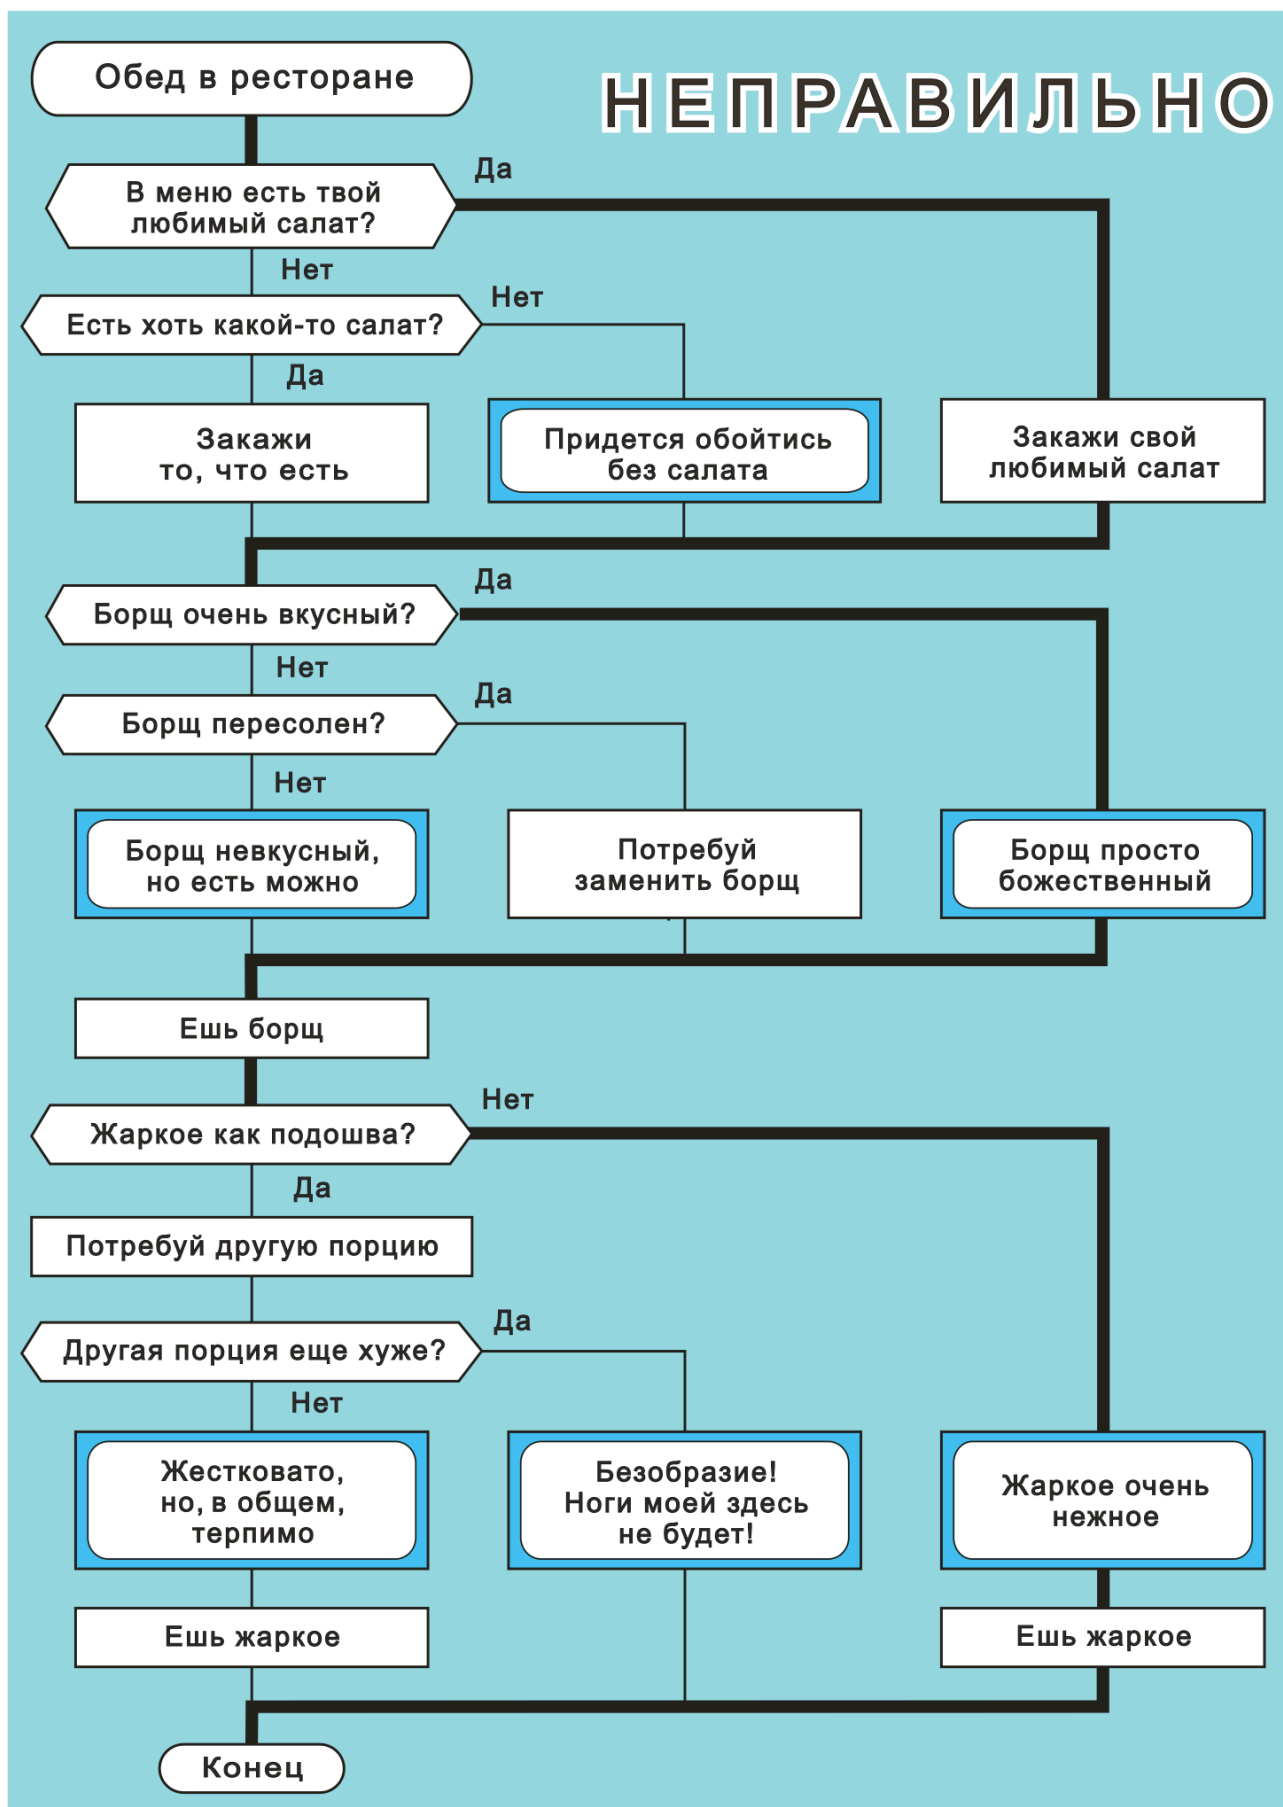 Обед в ресторане
НЕПРАВИЛЬНО
Да
В меню есть твой
любимый салат?
Нет
Нет
Есть хоть какой-то салат?
Да
Закажи
то, что есть
Придется обойтись
без салата
Закажи свой
любимый салат
Да
Борщ очень вкусный?
Нет
Да
Борщ пересолен?
Нет
Борщ невкусный,
но есть можно
Потребуй
заменить борщ
Борщ просто
божественный
Ешь борщ
Нет
Жаркое как подошва?
Да
Потребуй другую порцию
Да
Другая порция еще хуже?
Нет
Жестковато,
но, в общем,
терпимо
Безобразие!
Ноги моей здесь
не будет!
Жаркое очень
нежное
Ешь жаркое
Ешь жаркое
Конец